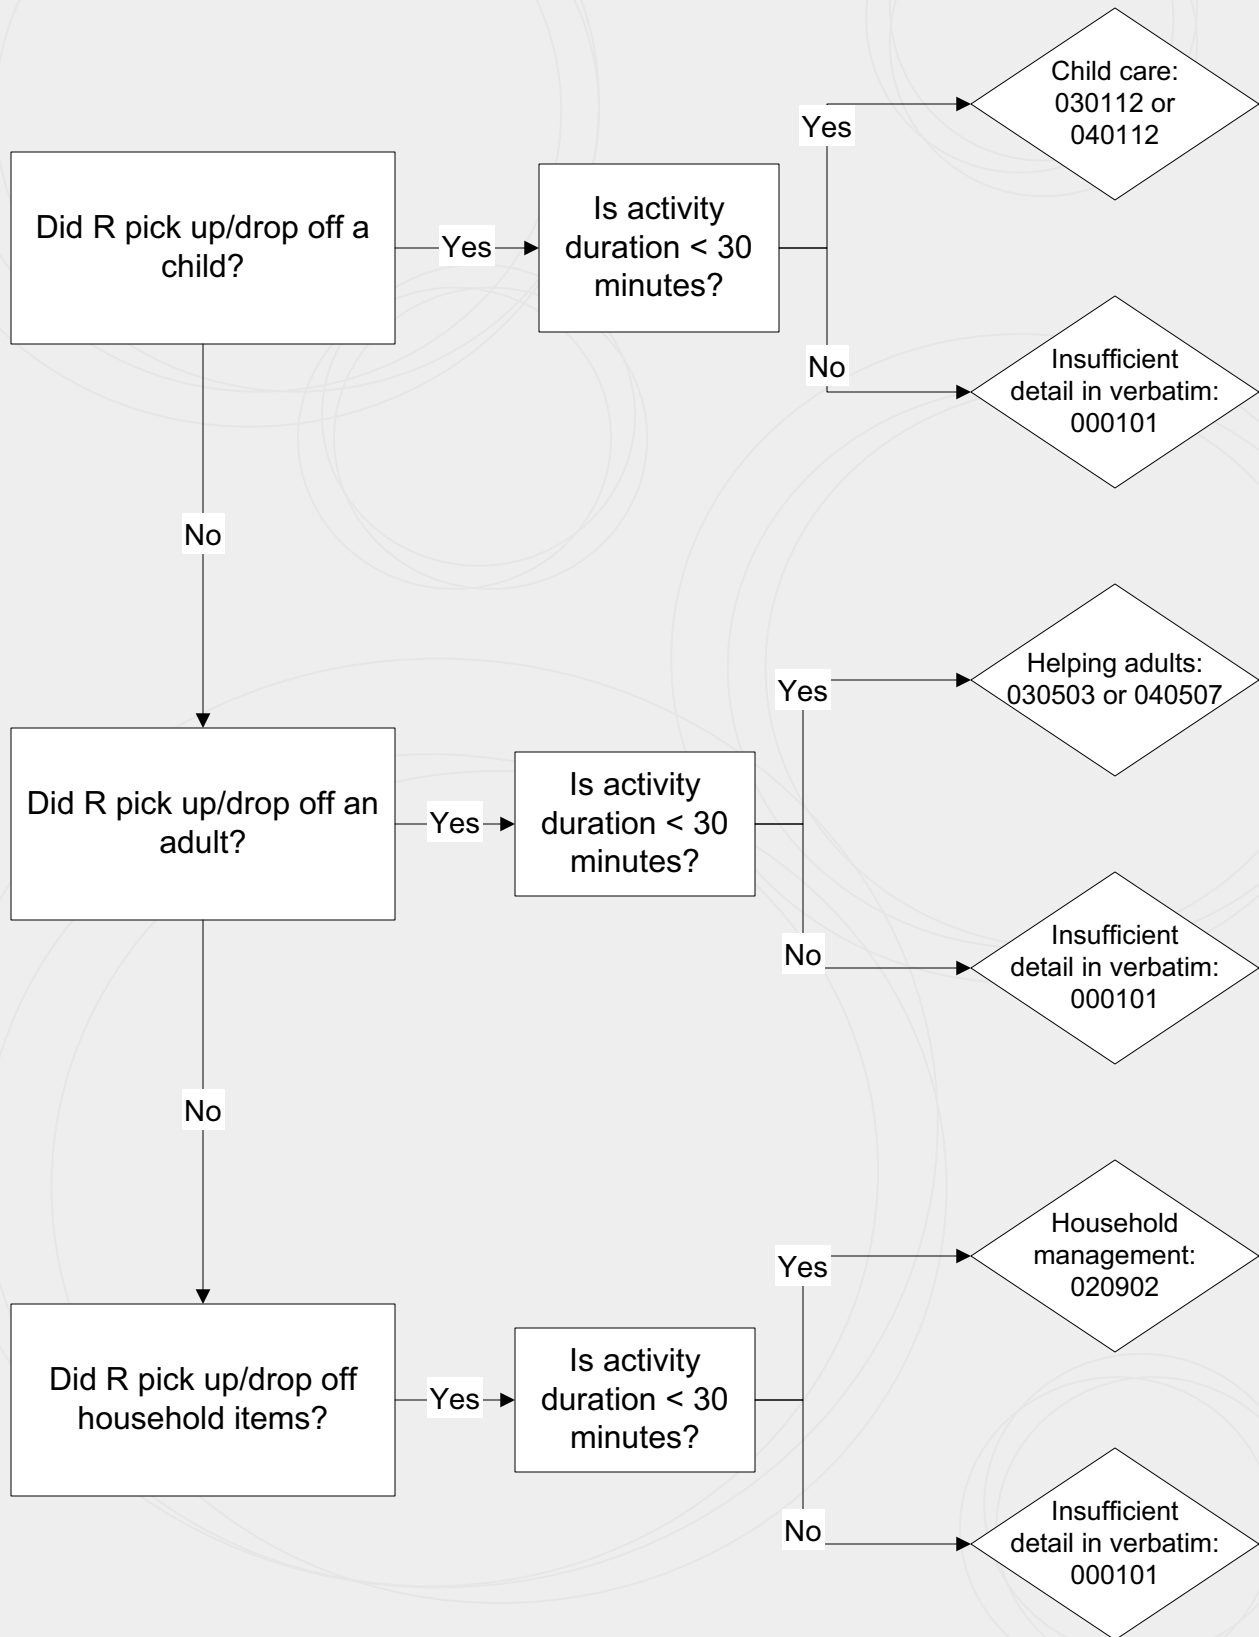 Child care:
030112 or
040112
Yes
Did R pick up/drop off a
child?
Yes
Is activity
duration < 30
minutes?
No
Insufficient
detail in verbatim:
000101
No
Helping adults:
030503 or 040507
Yes
Did R pick up/drop off an
adult?
Yes
Is activity
duration < 30
minutes?
No
Insufficient
detail in verbatim:
000101
No
Household
management:
020902
Yes
Did R pick up/drop off
household items?
Yes
Is activity
duration < 30
minutes?
No
Insufficient
detail in verbatim:
000101